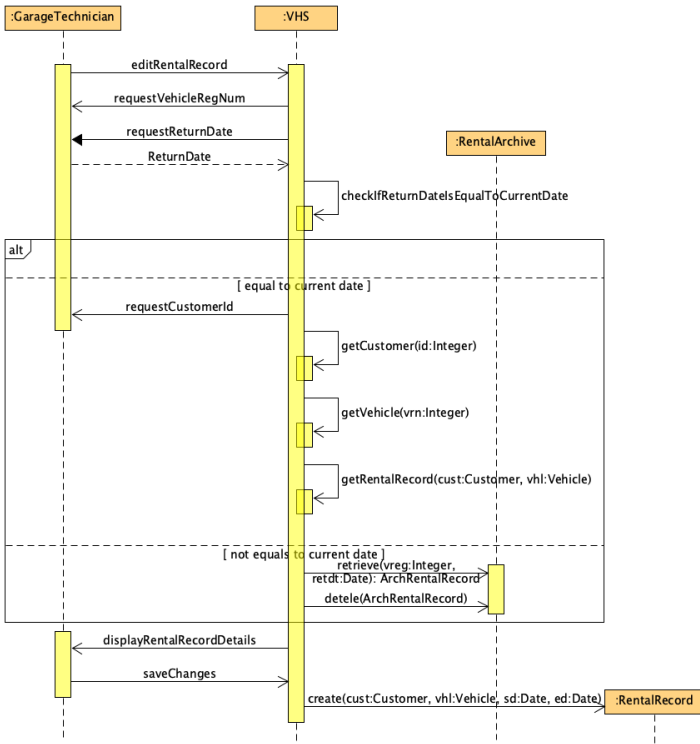 :GarageTechnician
:VHS
editRentalRecord
requestVehicleRegNum
requestReturnDate
:RentalArchive
ReturnDate
checkIfReturnDateIsEqualToCurrentDate
alt
[ equal to current date ]
requestCustomerId
getCustomer(id:Integer)
getVehicle(vrn:Integer)
getRentalRecord(cust:Customer, vhl:Vehicle)
[ not equals to current date ]
retrieve(vreg:Integer,
retdt:Date): ArchRentalRecord
detele(ArchRentalRecord)
displayRentalRecordDetails
saveChanges
create(cust:Customer, vhl:Vehicle, sd:Date, ed:Date)
:RentalRecord